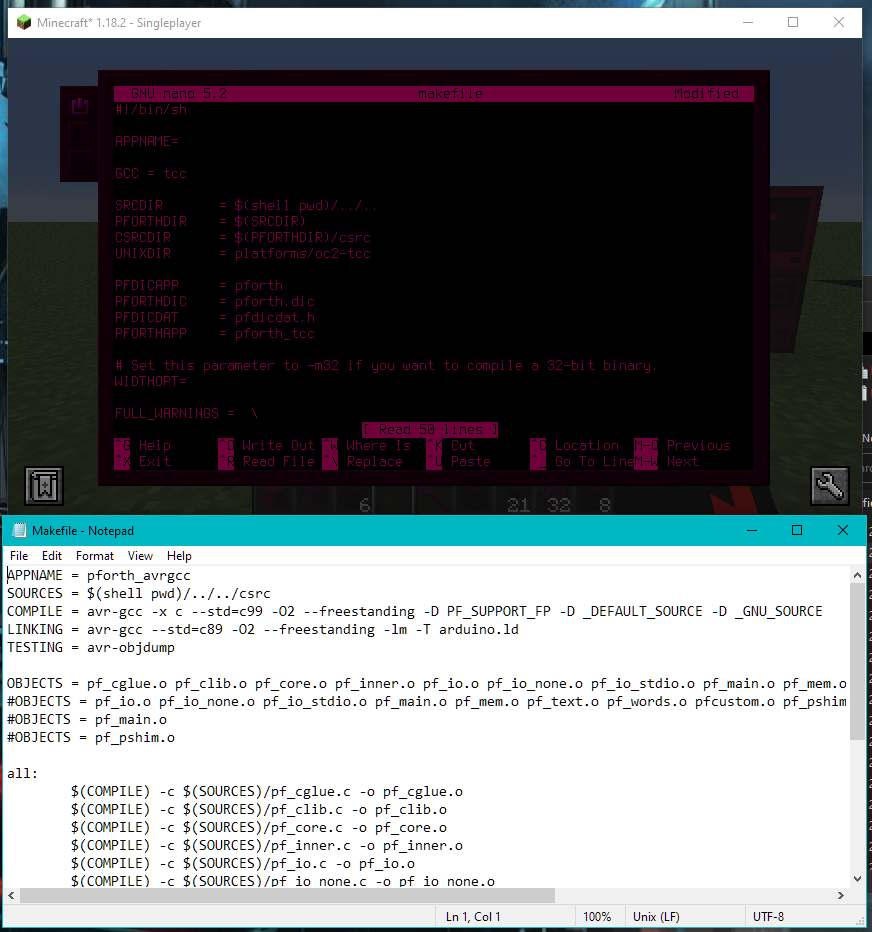 Minecraft* 1.18.2 - Singleplayer
GNU nano 5.2 makefile Modified
#!/bin/sh
APPNAME=
GCC = tcc
SRCDIR = $(shell pwd)/../..
PFORTHDIR = $(SRCDIR)
CSRCDIR = $(PFORTHDIR)/csrc
UNIXDIR = platforms/oc2-tcc
PFDICAPP = pforth
PFORTHDIC = pforth.dic
PFDICDAT = pfdicdat.h
PFORTHAPP = pforth_tcc
# Set this parameter to -m32 if you want to compile a 32-bit binary.
WIDTHOPT=
FULL_WARNINGS = \
[ Read 50 lines ]
^G Help ^O Write Out ^W Where Is ^K Cut ^C Location M-Q Previous
^X Exit ^R Read File ^\ Replace ^U Paste ^_ Go To Line M-W Next
6 21 32 8
Makefile - Notepad
File Edit Format View Help
APPNAME = pforth_avrgcc
SOURCES = $(shell pwd)/../../csrc
COMPILE = avr-gcc -x c --std=c99 -O2 --freestanding -D PF_SUPPORT_FP -D _DEFAULT_SOURCE -D _GNU_SOURCE
LINKING = avr-gcc --std=c89 -O2 --freestanding -lm -T arduino.ld
TESTING = avr-objdump
OBJECTS = pf_cglue.o pf_clib.o pf_core.o pf_inner.o pf_io.o pf_io_none.o pf_io_stdio.o pf_main.o pf_mem.o
#OBJECTS = pf_io.o pf_io_none.o pf_io_stdio.o pf_main.o pf_mem.o pf_text.o pf_words.o pfcustom.o pf_pshim
#OBJECTS = pf_main.o
#OBJECTS = pf_pshim.o
all:
$(COMPILE) -c $(SOURCES)/pf_cglue.c -o pf_cglue.o
$(COMPILE) -c $(SOURCES)/pf_clib.c -o pf_clib.o
$(COMPILE) -c $(SOURCES)/pf_core.c -o pf_core.o
$(COMPILE) -c $(SOURCES)/pf_inner.c -o pf_inner.o
$(COMPILE) -c $(SOURCES)/pf_io.c -o pf_io.o
$(COMPILE) -c $(SOURCES)/pf_io_none.c -o pf_io_none.o
Ln 1, Col 1 100% Unix (LF) UTF-8